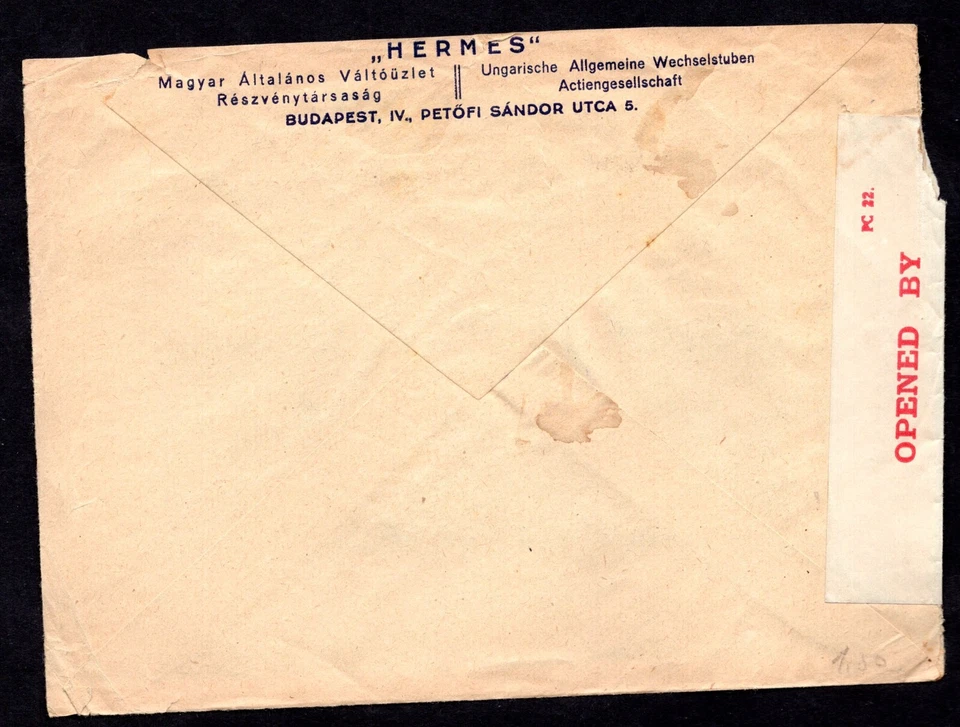 „HERMES“
Magyar Általános Váltóüzlet
Részvénytársaság
Ungarische Allgemeine Wechselstuben
Actiengesellschaft
BUDAPEST, IV., PETŐFI SÁNDOR UTCA 5.
PC 22.
OPENED BY